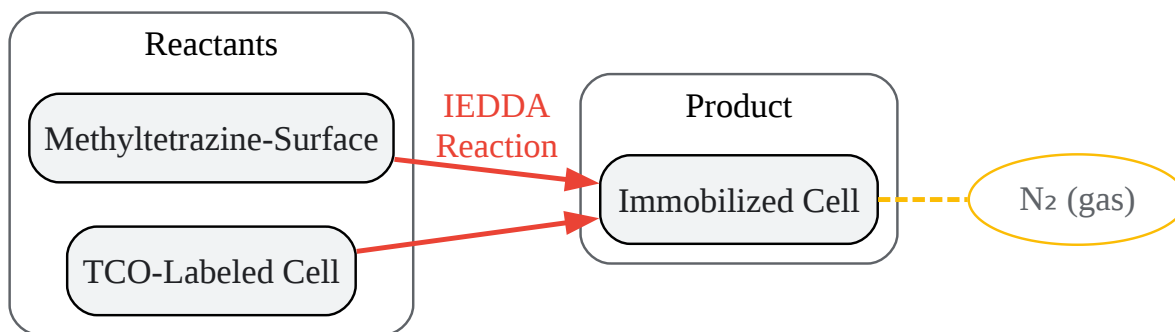 Reactants
Methyltetrazine-Surface
TCO-Labeled Cell
IEDDA
Reaction
Product
Immobilized Cell
N₂ (gas)